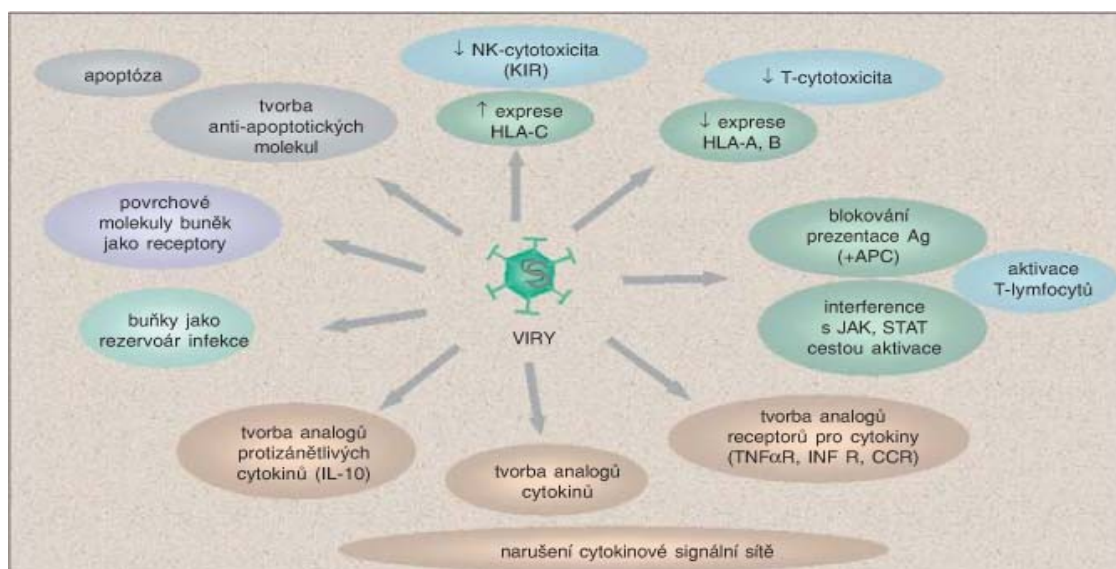 apoptóza
tvorba
anti-apoptotických
molekul
↓ NK-cytotoxicita
(KIR)
↑ exprese
HLA-C
↓ T-cytotoxicita
↓ exprese
HLA-A, B
povrchové
molekuly buněk
jako receptory
blokování
prezentace Ag
(+APC)
aktivace
T-lymfocytů
interference
s JAK, STAT
cestou aktivace
buňky jako
rezervoár infekce
VIRY
tvorba analogů
protizánětlivých
cytokinů (IL-10)
tvorba analogů
cytokinů
tvorba analogů
receptorů pro cytokiny
(TNFαR, INF R, CCR)
narušení cytokinové signální sítě